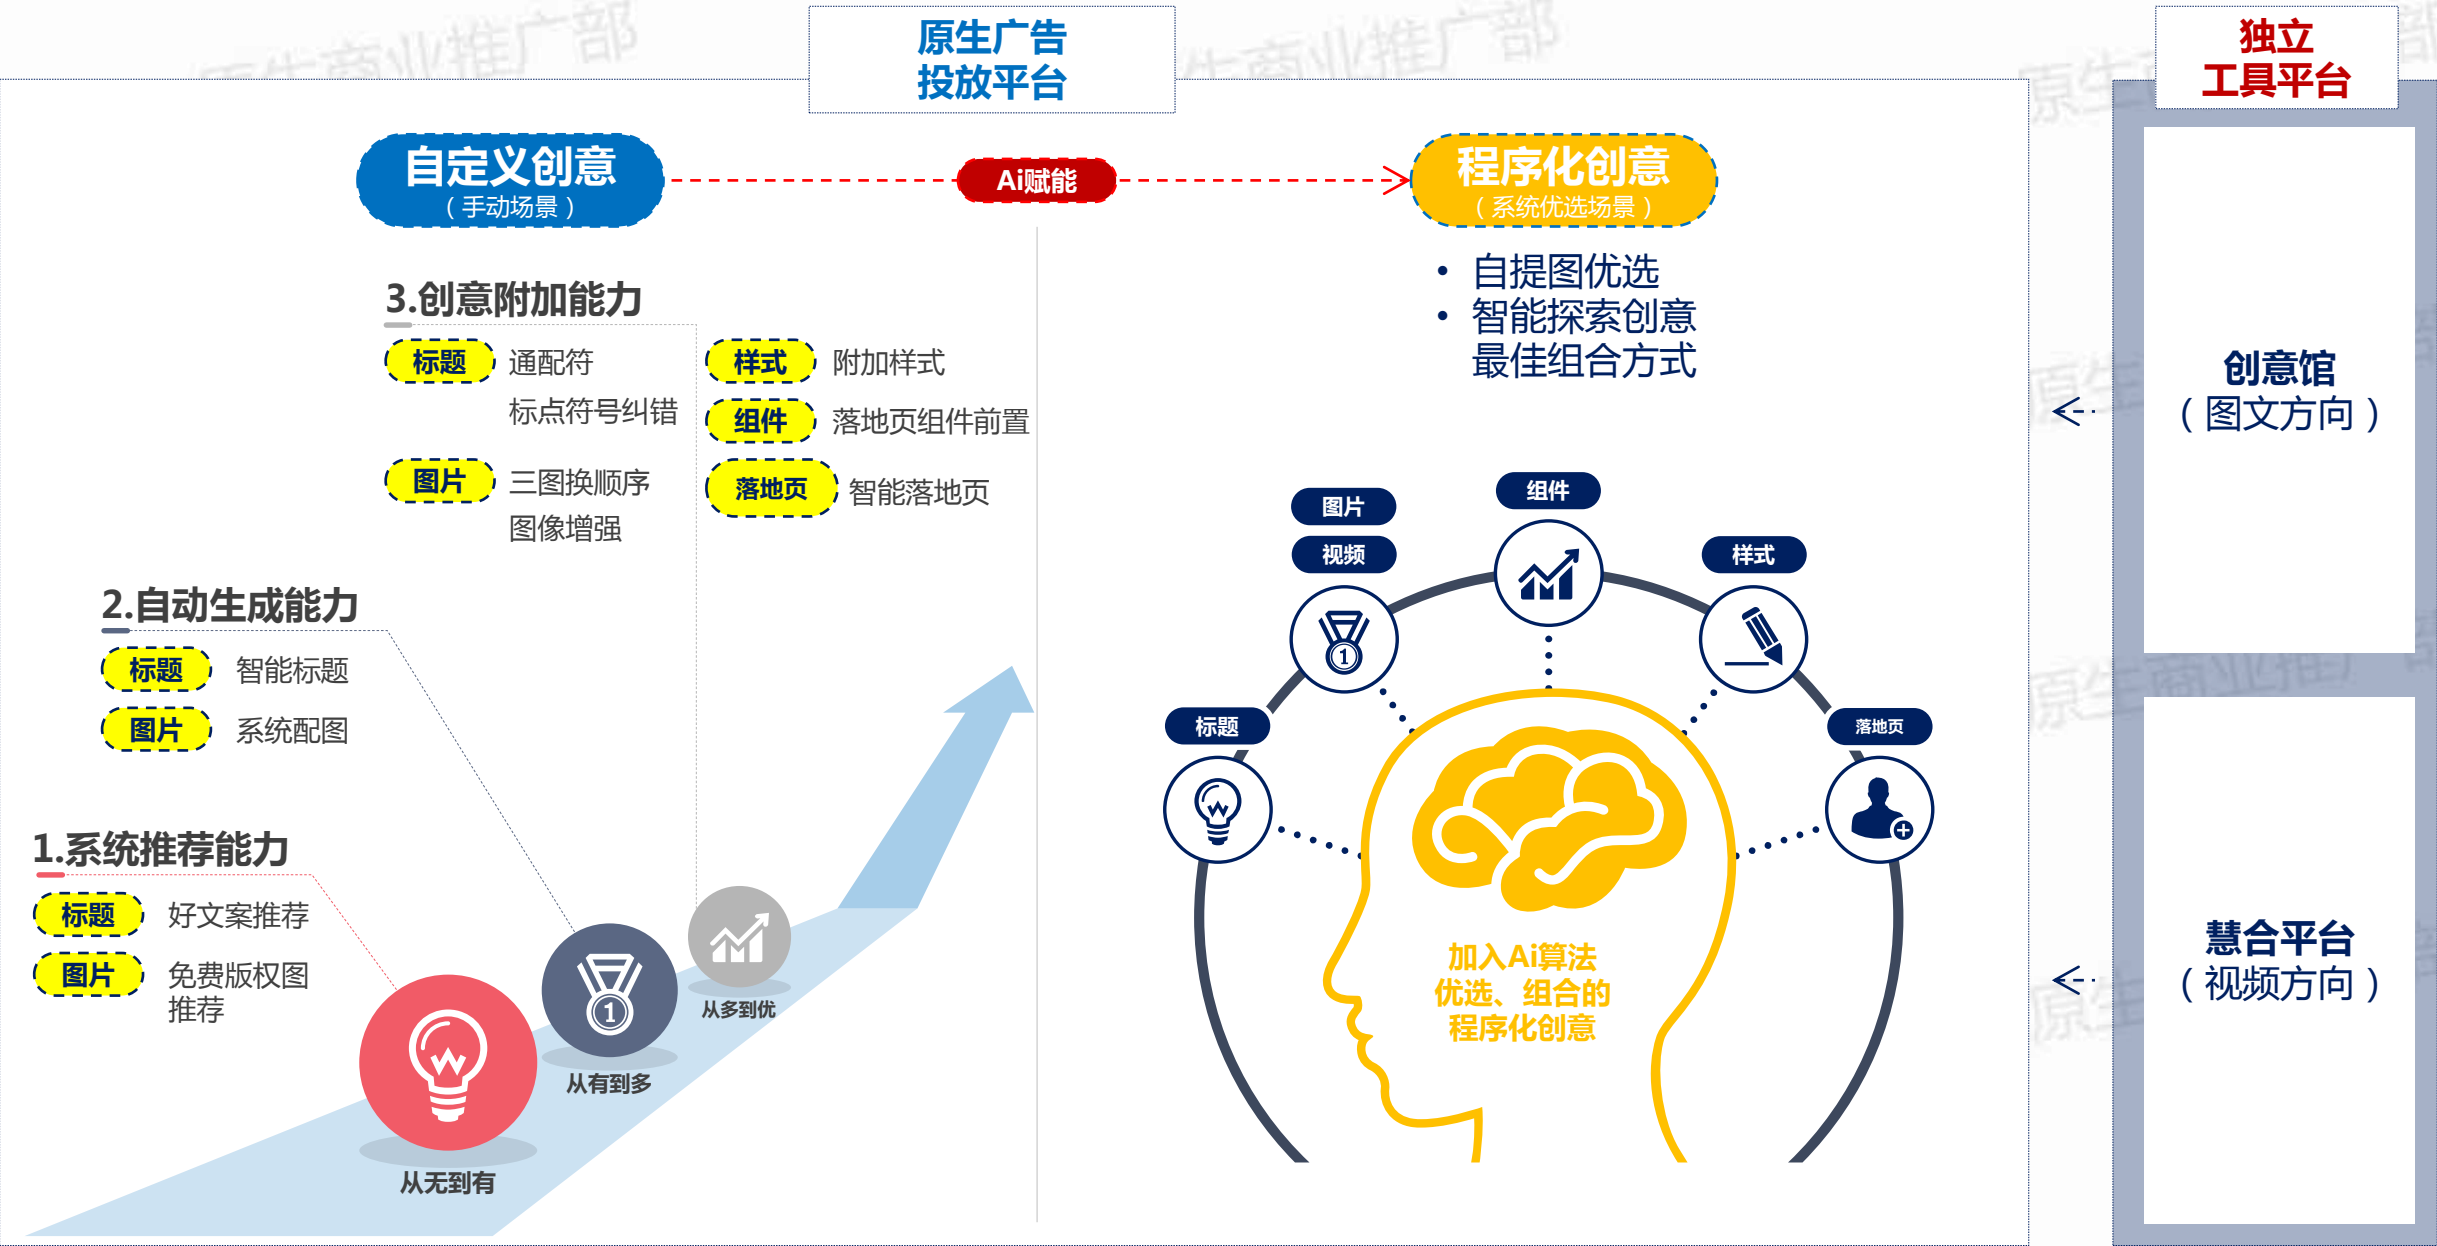 原生广告
投放平台
独立
工具平台
自定义创意
（手动场景）
Ai赋能
程序化创意
（系统优选场景）
• 自提图优选
• 智能探索创意
最佳组合方式
3.创意附加能力
标题 通配符
标点符号纠错
图片 三图换顺序
图像增强
样式 附加样式
组件 落地页组件前置
落地页 智能落地页
2.自动生成能力
标题 智能标题
图片 系统配图
1.系统推荐能力
标题 好文案推荐
图片 免费版权图
推荐
从无到有
从有到多
从多到优
标题
图片
视频
组件
样式
落地页
加入Ai算法
优选、组合的
程序化创意
创意馆
（图文方向）
慧合平台
（视频方向）
原生商业推广部